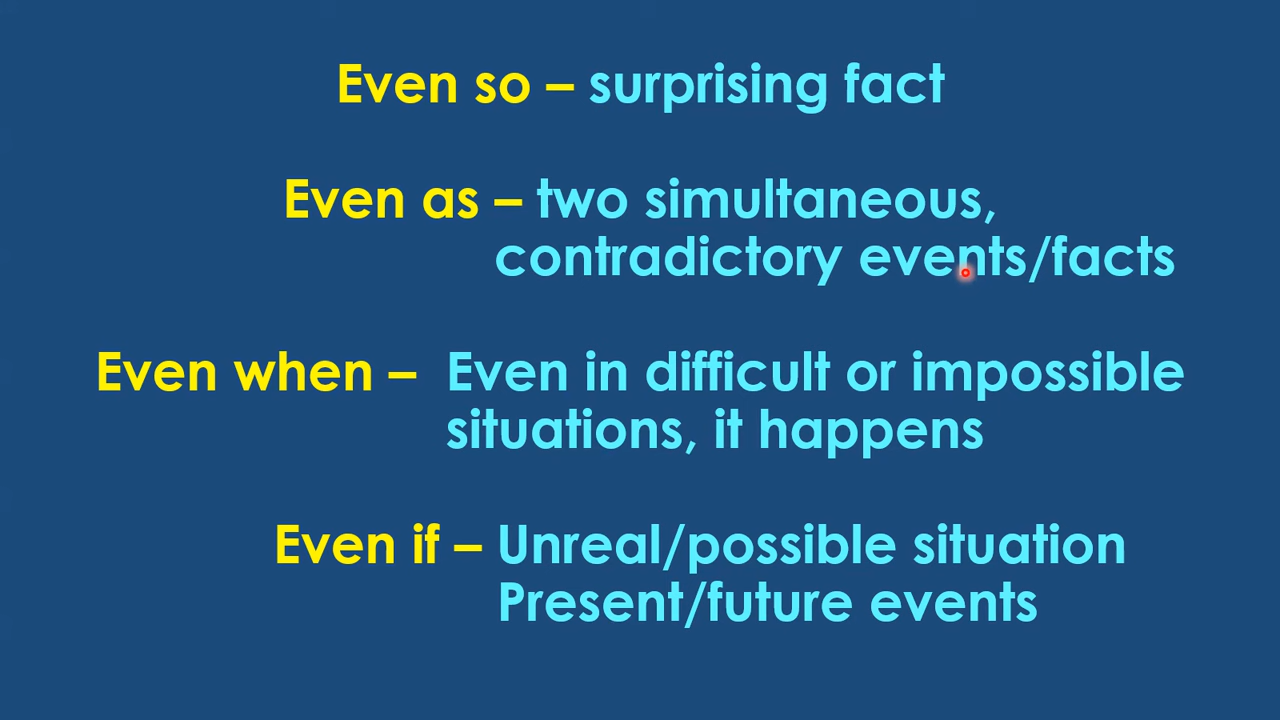 Even so – surprising fact
Even as – two simultaneous,
contradictory events/facts
Even when – Even in difficult or impossible
situations, it happens
Even if – Unreal/possible situation
Present/future events